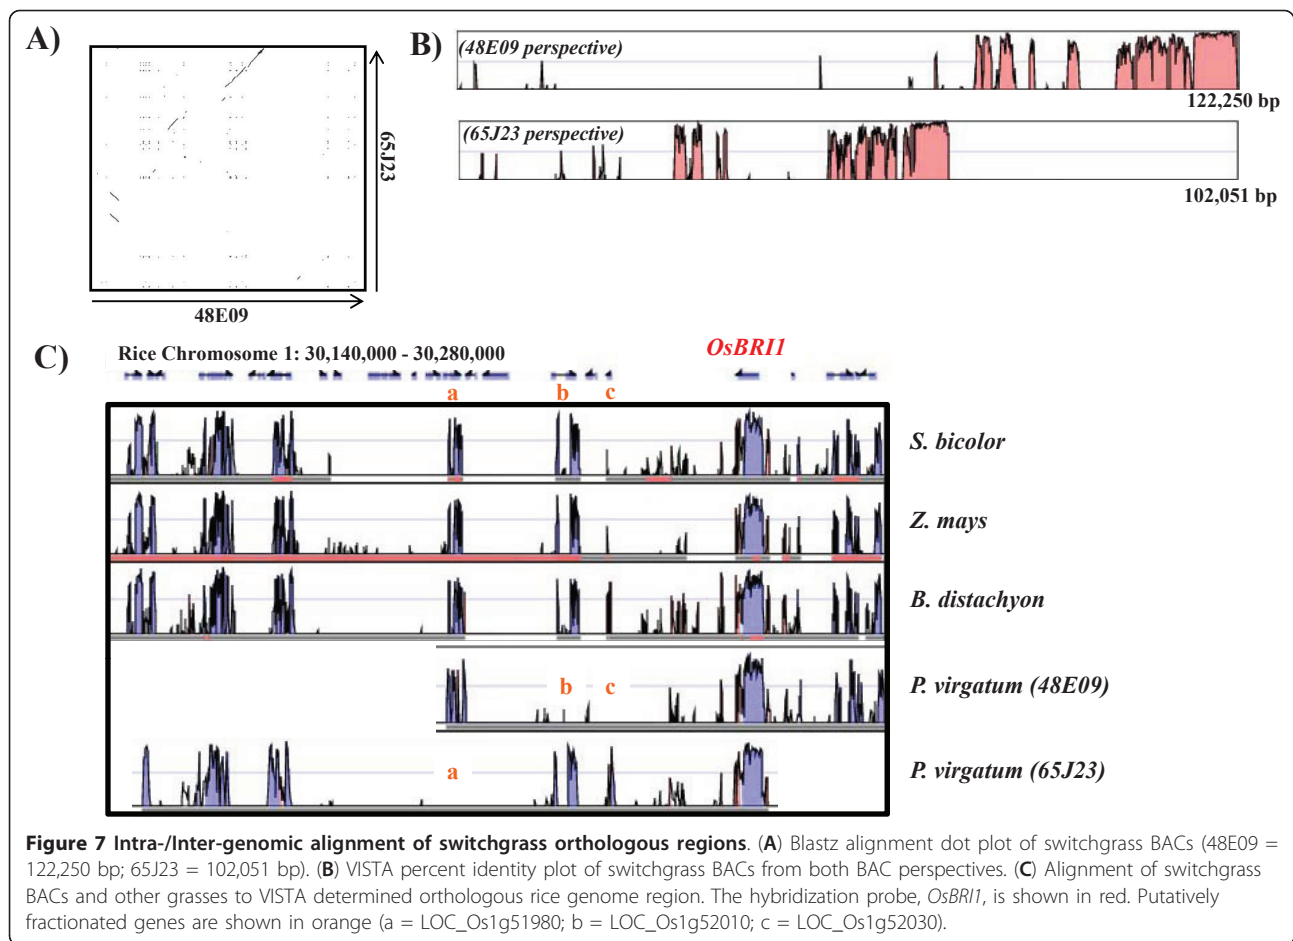 A)
65J23
48E09
B)
(48E09 perspective)
122,250 bp
(65J23 perspective)
102,051 bp
C)
Rice Chromosome 1: 30,140,000 - 30,280,000
OsBRI1
a b c
S. bicolor
Z. mays
B. distachyon
b c
P. virgatum (48E09)
a
P. virgatum (65J23)
Figure 7 Intra-/Inter-genomic alignment of switchgrass orthologous regions. (A) Blastz alignment dot plot of switchgrass BACs (48E09 =
122,250 bp; 65J23 = 102,051 bp). (B) VISTA percent identity plot of switchgrass BACs from both BAC perspectives. (C) Alignment of switchgrass
BACs and other grasses to VISTA determined orthologous rice genome region. The hybridization probe, OsBRI1, is shown in red. Putatively
fractionated genes are shown in orange (a = LOC_Os1g51980; b = LOC_Os1g52010; c = LOC_Os1g52030).